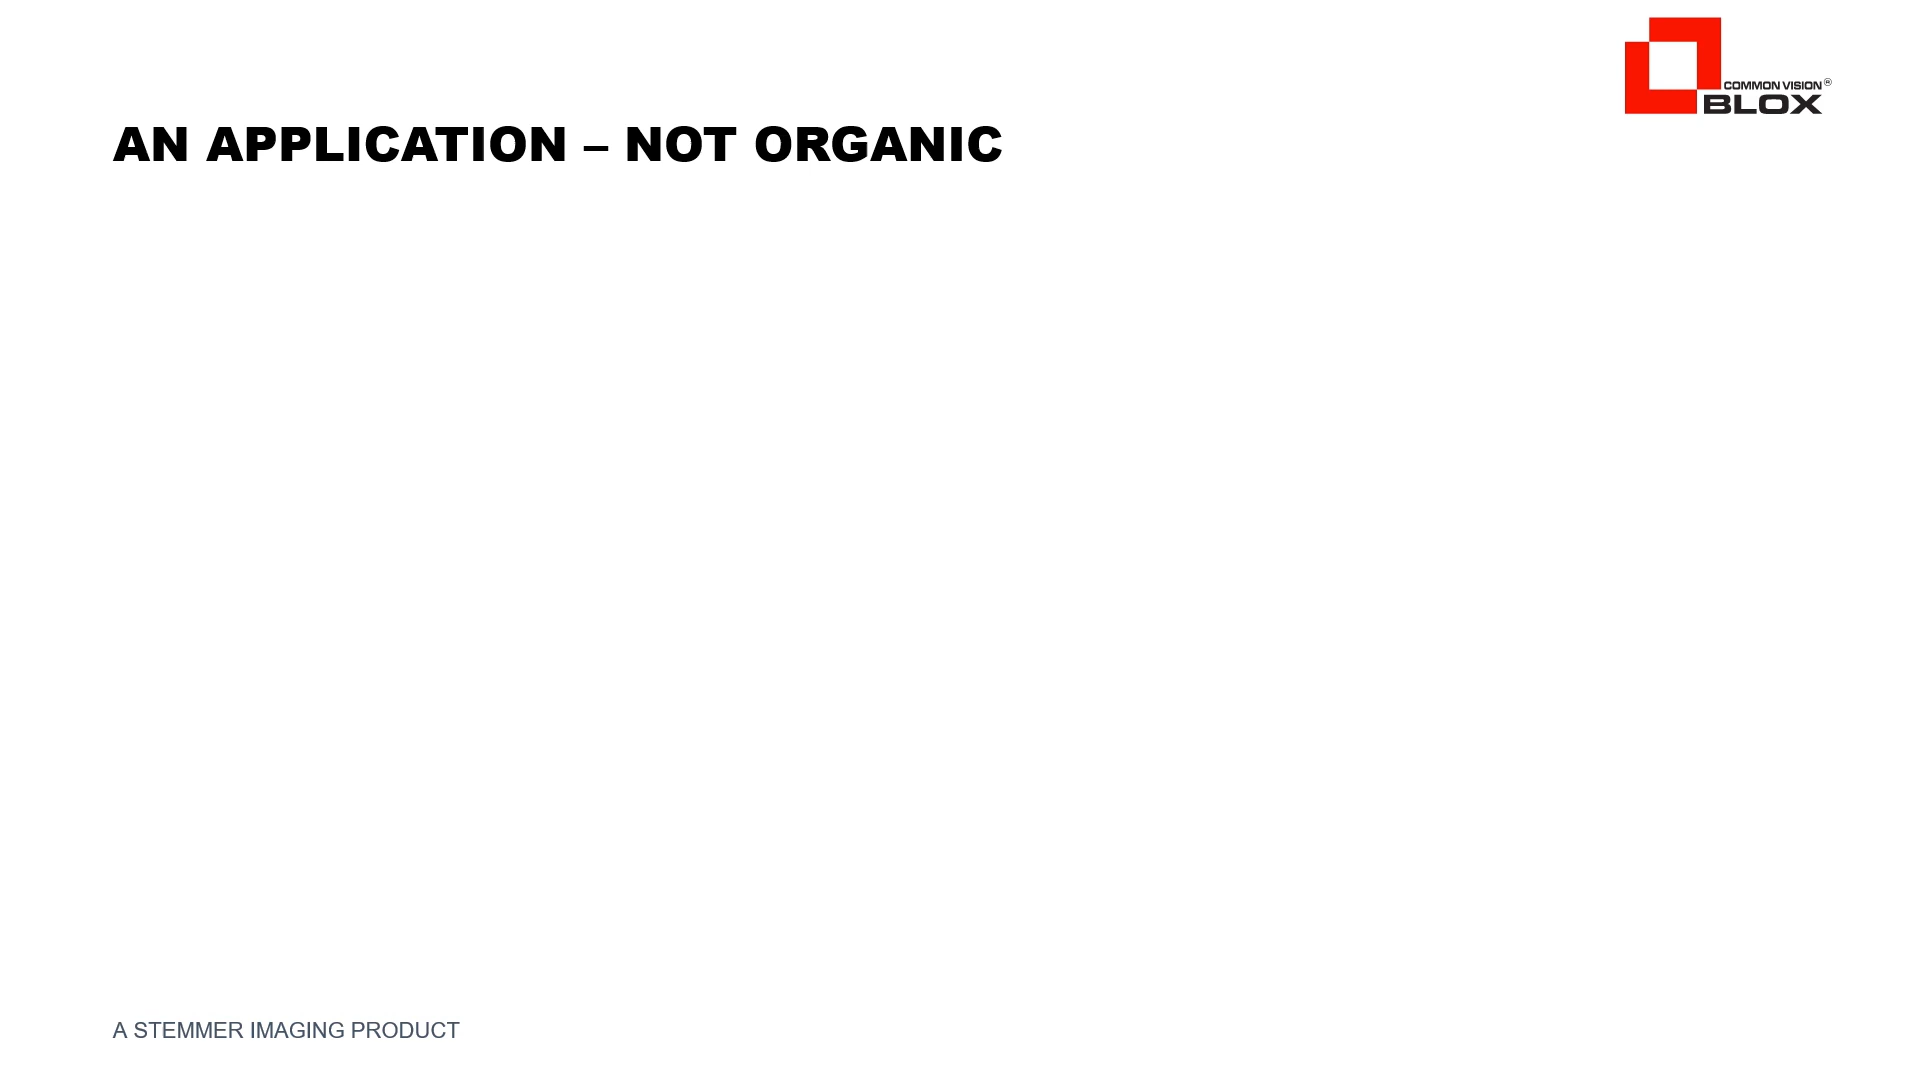 COMMON VISION®
BLOX
AN APPLICATION – NOT ORGANIC
A STEMMER IMAGING PRODUCT